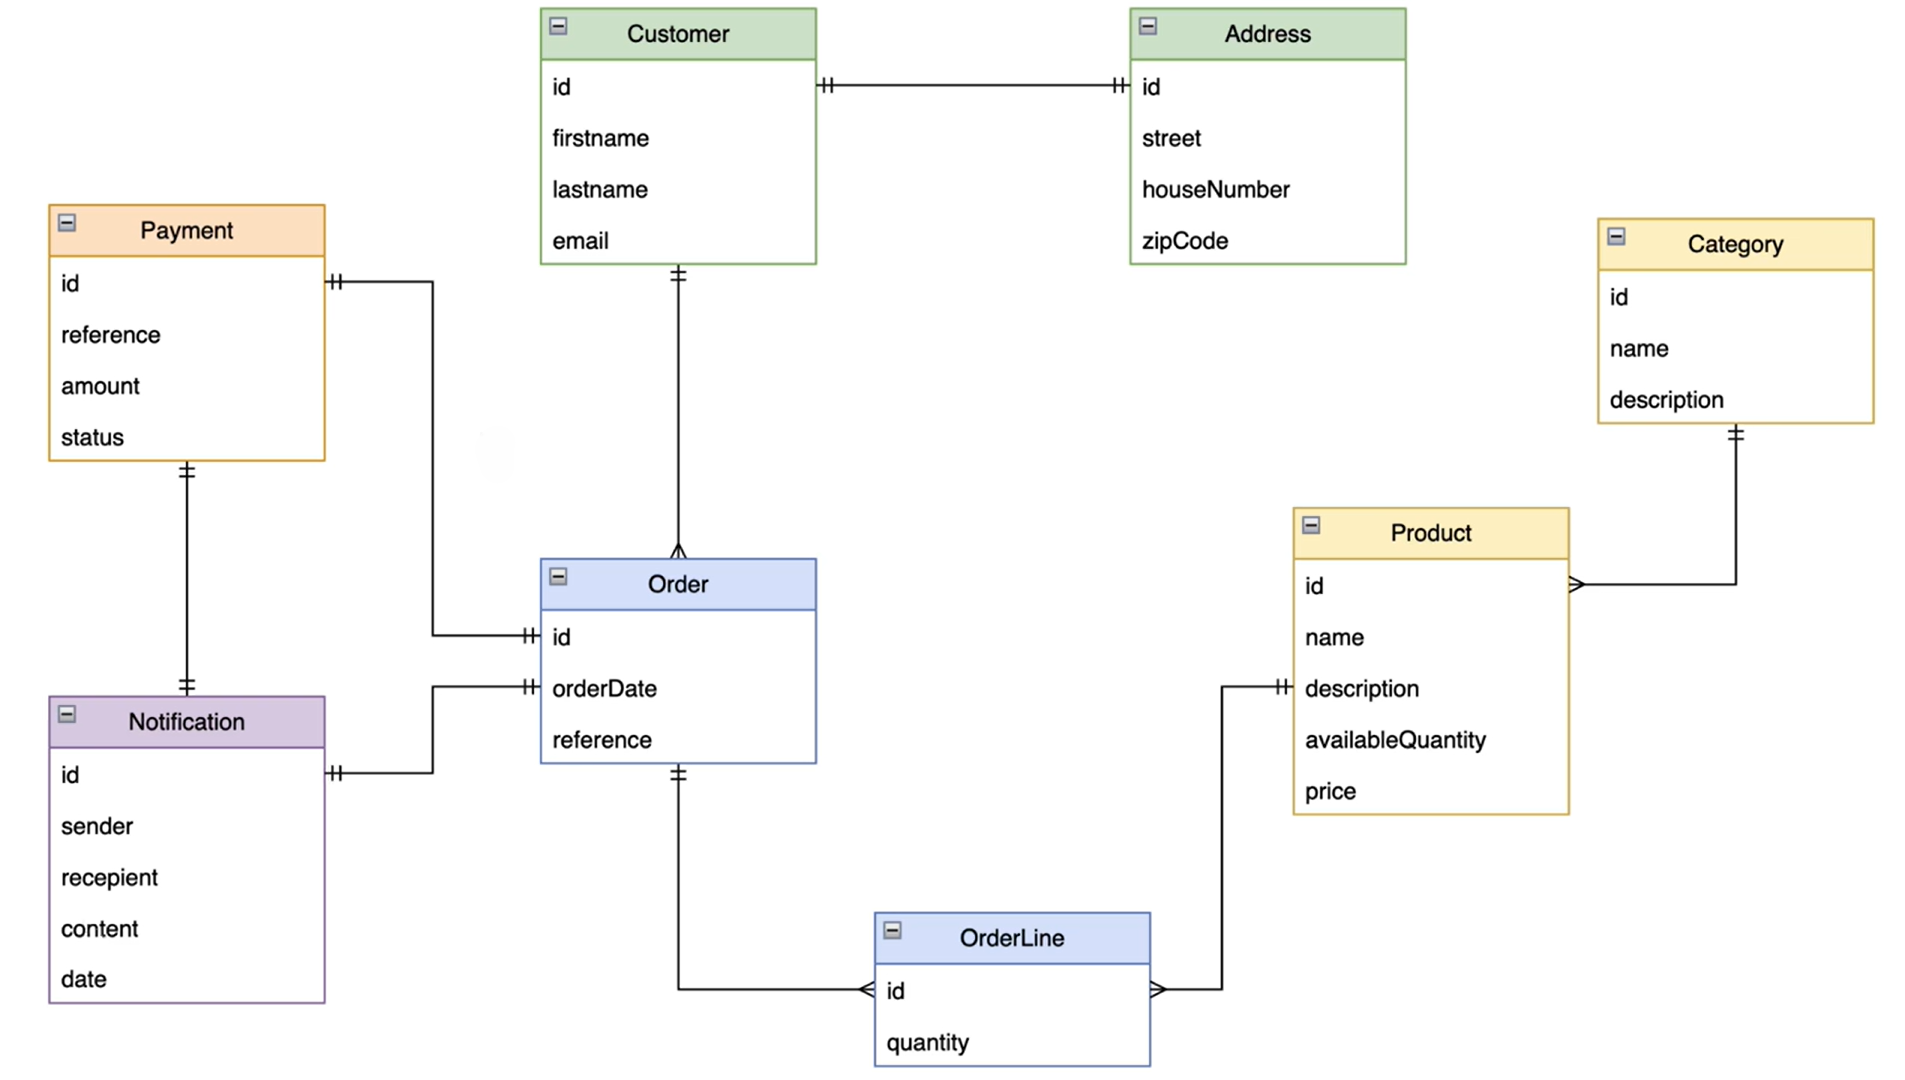 Customer
id
firstname
lastname
email
Address
id
street
houseNumber
zipCode
Payment
id
reference
amount
status
Category
id
name
description
Product
id
name
description
availableQuantity
price
Order
id
orderDate
reference
Notification
id
sender
recepient
content
date
OrderLine
id
quantity